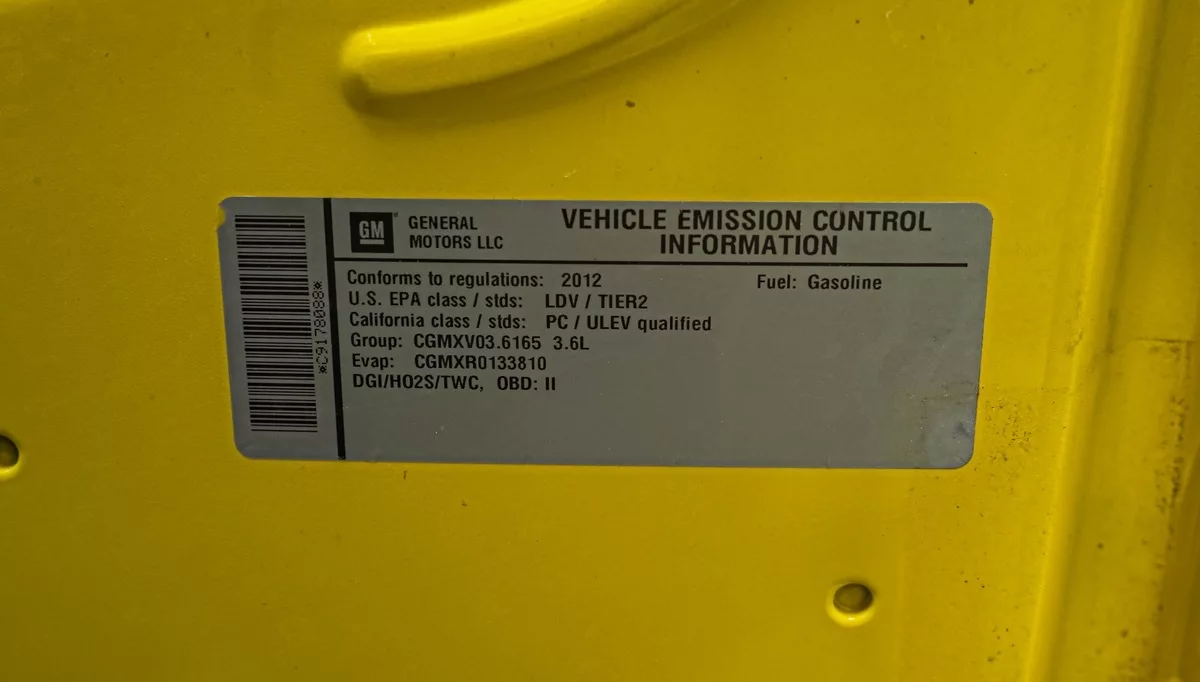 GM
GENERAL
MOTORS LLC
VEHICLE EMISSION CONTROL
INFORMATION
Conforms to regulations: 2012 Fuel: Gasoline
U.S. EPA class / stds: LDV / TIER2
California class / stds: PC / ULEV qualified
Group: CGMXV03.6165 3.6L
Evap: CGMXR0133810
DGI/HO2S/TWC, OBD: II
*C9178088*